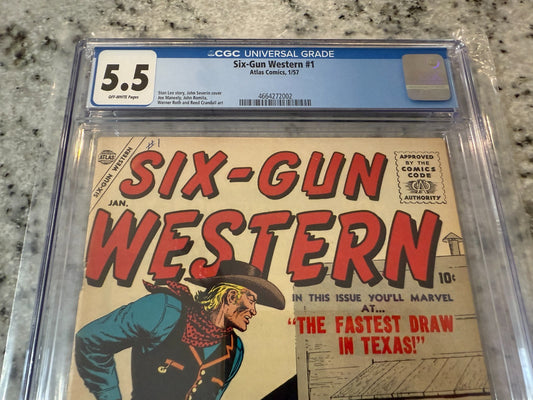 CGC UNIVERSAL GRADE
5.5
OFF-WHITE Pages
Six-Gun Western #1
Atlas Comics, 1/57
Stan Lee story, John Severin cover
Joe Maneely, John Romita,
Werner Roth and Reed Crandall art
4664272002
ATLAS
SIX-GUN WESTERN
#1
JAN.
SIX-GUN
WESTERN
APPROVED
BY THE
COMICS
CODE
AUTHORITY
10¢
IN THIS ISSUE YOU'LL MARVEL
AT...
"THE FASTEST DRAW
IN TEXAS!"